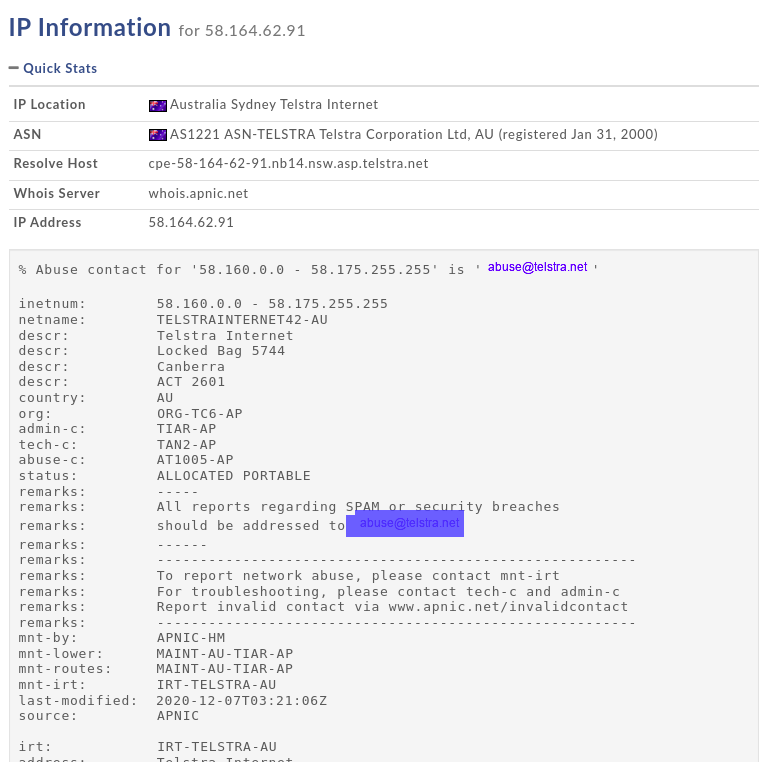 IP Information for 58.164.62.91
Quick Stats
IP Location Australia Sydney Telstra Internet
ASN AS1221 ASN-TELSTRA Telstra Corporation Ltd, AU (registered Jan 31, 2000)
Resolve Host cpe-58-164-62-91.nb14.nsw.asp.telstra.net
Whois Server whois.apnic.net
IP Address 58.164.62.91
% Abuse contact for '58.160.0.0 - 58.175.255.255' is ' abuse@telstra.net '
inetnum: 58.160.0.0 - 58.175.255.255
netname: TELSTRAINTERNET42-AU
descr: Telstra Internet
descr: Locked Bag 5744
descr: Canberra
descr: ACT 2601
country: AU
org: ORG-TC6-AP
admin-c: TIAR-AP
tech-c: TAN2-AP
abuse-c: AT1005-AP
status: ALLOCATED PORTABLE
remarks: -----
remarks: All reports regarding SPAM or security breaches
remarks: should be addressed to abuse@telstra.net
remarks: ------
remarks: --------------------------------------------------------
remarks: To report network abuse, please contact mnt-irt
remarks: For troubleshooting, please contact tech-c and admin-c
remarks: Report invalid contact via www.apnic.net/invalidcontact
remarks: --------------------------------------------------------
mnt-by: APNIC-HM
mnt-lower: MAINT-AU-TIAR-AP
mnt-routes: MAINT-AU-TIAR-AP
mnt-irt: IRT-TELSTRA-AU
last-modified: 2020-12-07T03:21:06Z
source: APNIC
irt: IRT-TELSTRA-AU
address: Telstra Internet